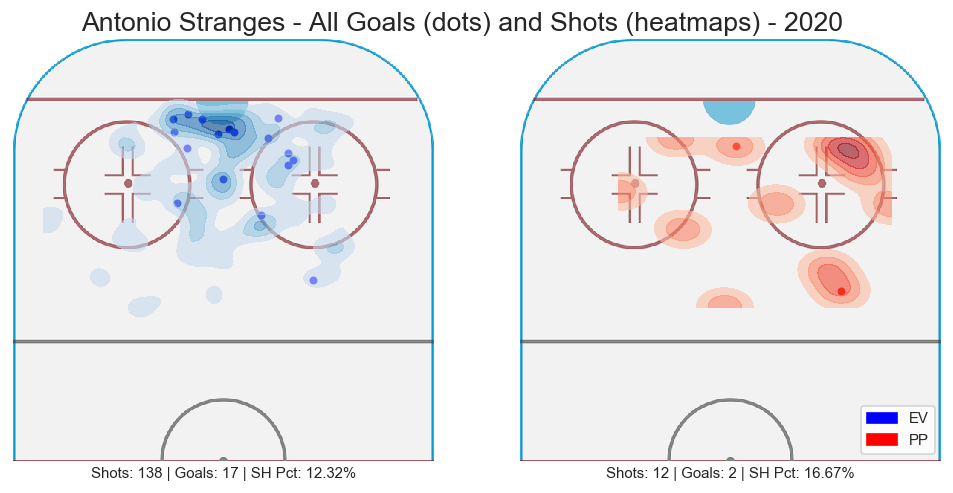 Antonio Stranges - All Goals (dots) and Shots (heatmaps) - 2020
EV
PP
Shots: 138 | Goals: 17 | SH Pct: 12.32%
Shots: 12 | Goals: 2 | SH Pct: 16.67%